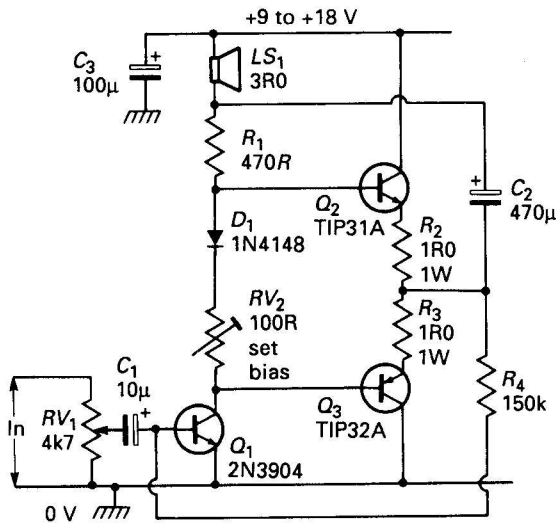 +9 to +18 V
C3
100µ
LS1
3R0
R1
470R
C2
470µ
Q2
TIP31A
D1
1N4148
R2
1R0
1W
RV2
100R
set
bias
R3
1R0
1W
C1
10µ
R4
150k
In
RV1
4k7
Q1
2N3904
Q3
TIP32A
0 V